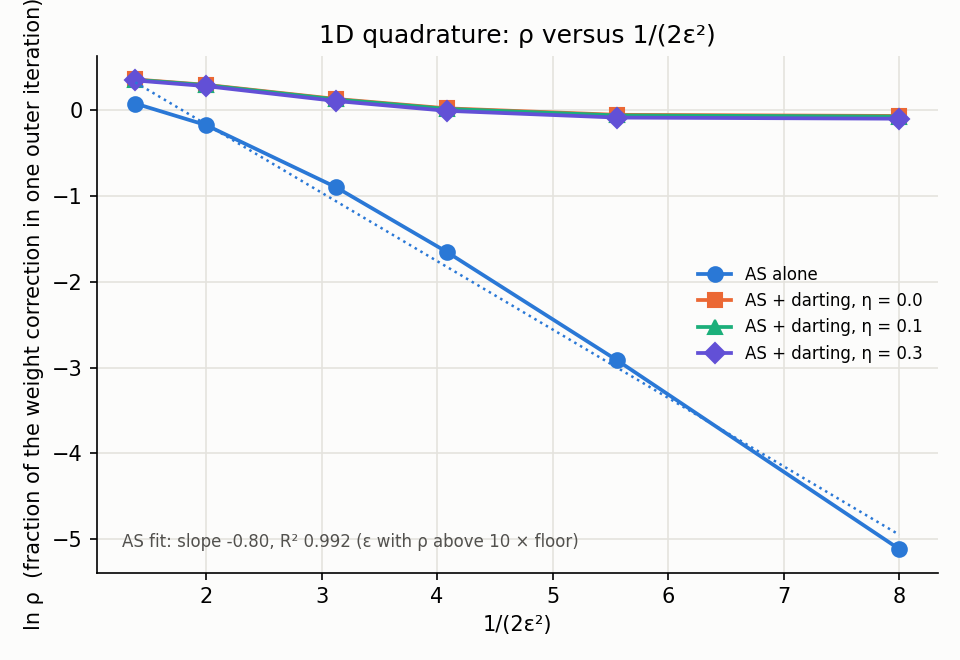 1D quadrature: ρ versus 1/(2ε²)
ln ρ (fraction of the weight correction in one outer iteration)
0
−1
−2
−3
−4
−5
AS alone
AS + darting, η = 0.0
AS + darting, η = 0.1
AS + darting, η = 0.3
AS fit: slope -0.80, R² 0.992 (ε with ρ above 10 × floor)
2
3
4
5
6
7
8
1/(2ε²)